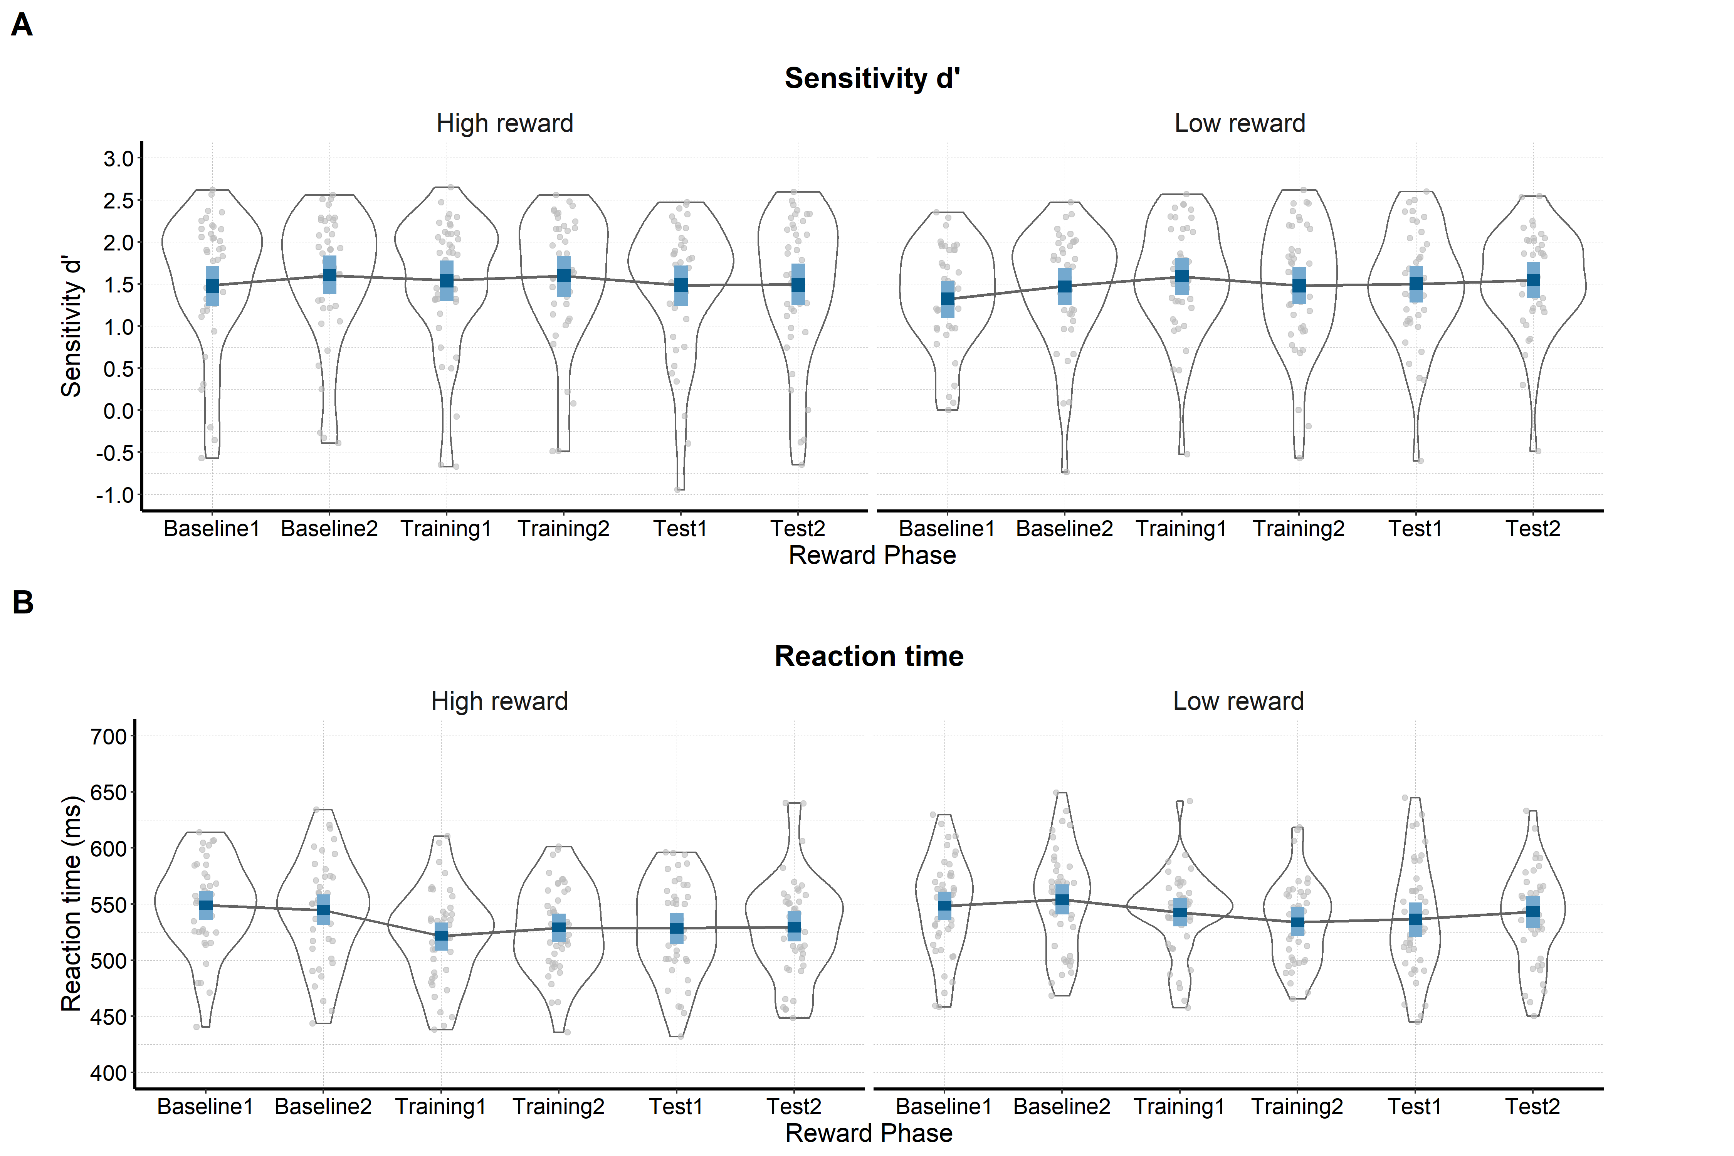 A
Sensitivity d'
High reward
Low reward
Sensitivity d'
3.0
2.5
2.0
1.5
1.0
0.5
0.0
-0.5
-1.0
Baseline1 Baseline2 Training1 Training2 Test1 Test2
Baseline1 Baseline2 Training1 Training2 Test1 Test2
Reward Phase
B
Reaction time
High reward
Low reward
Reaction time (ms)
700
650
600
550
500
450
400
Baseline1 Baseline2 Training1 Training2 Test1 Test2
Baseline1 Baseline2 Training1 Training2 Test1 Test2
Reward Phase